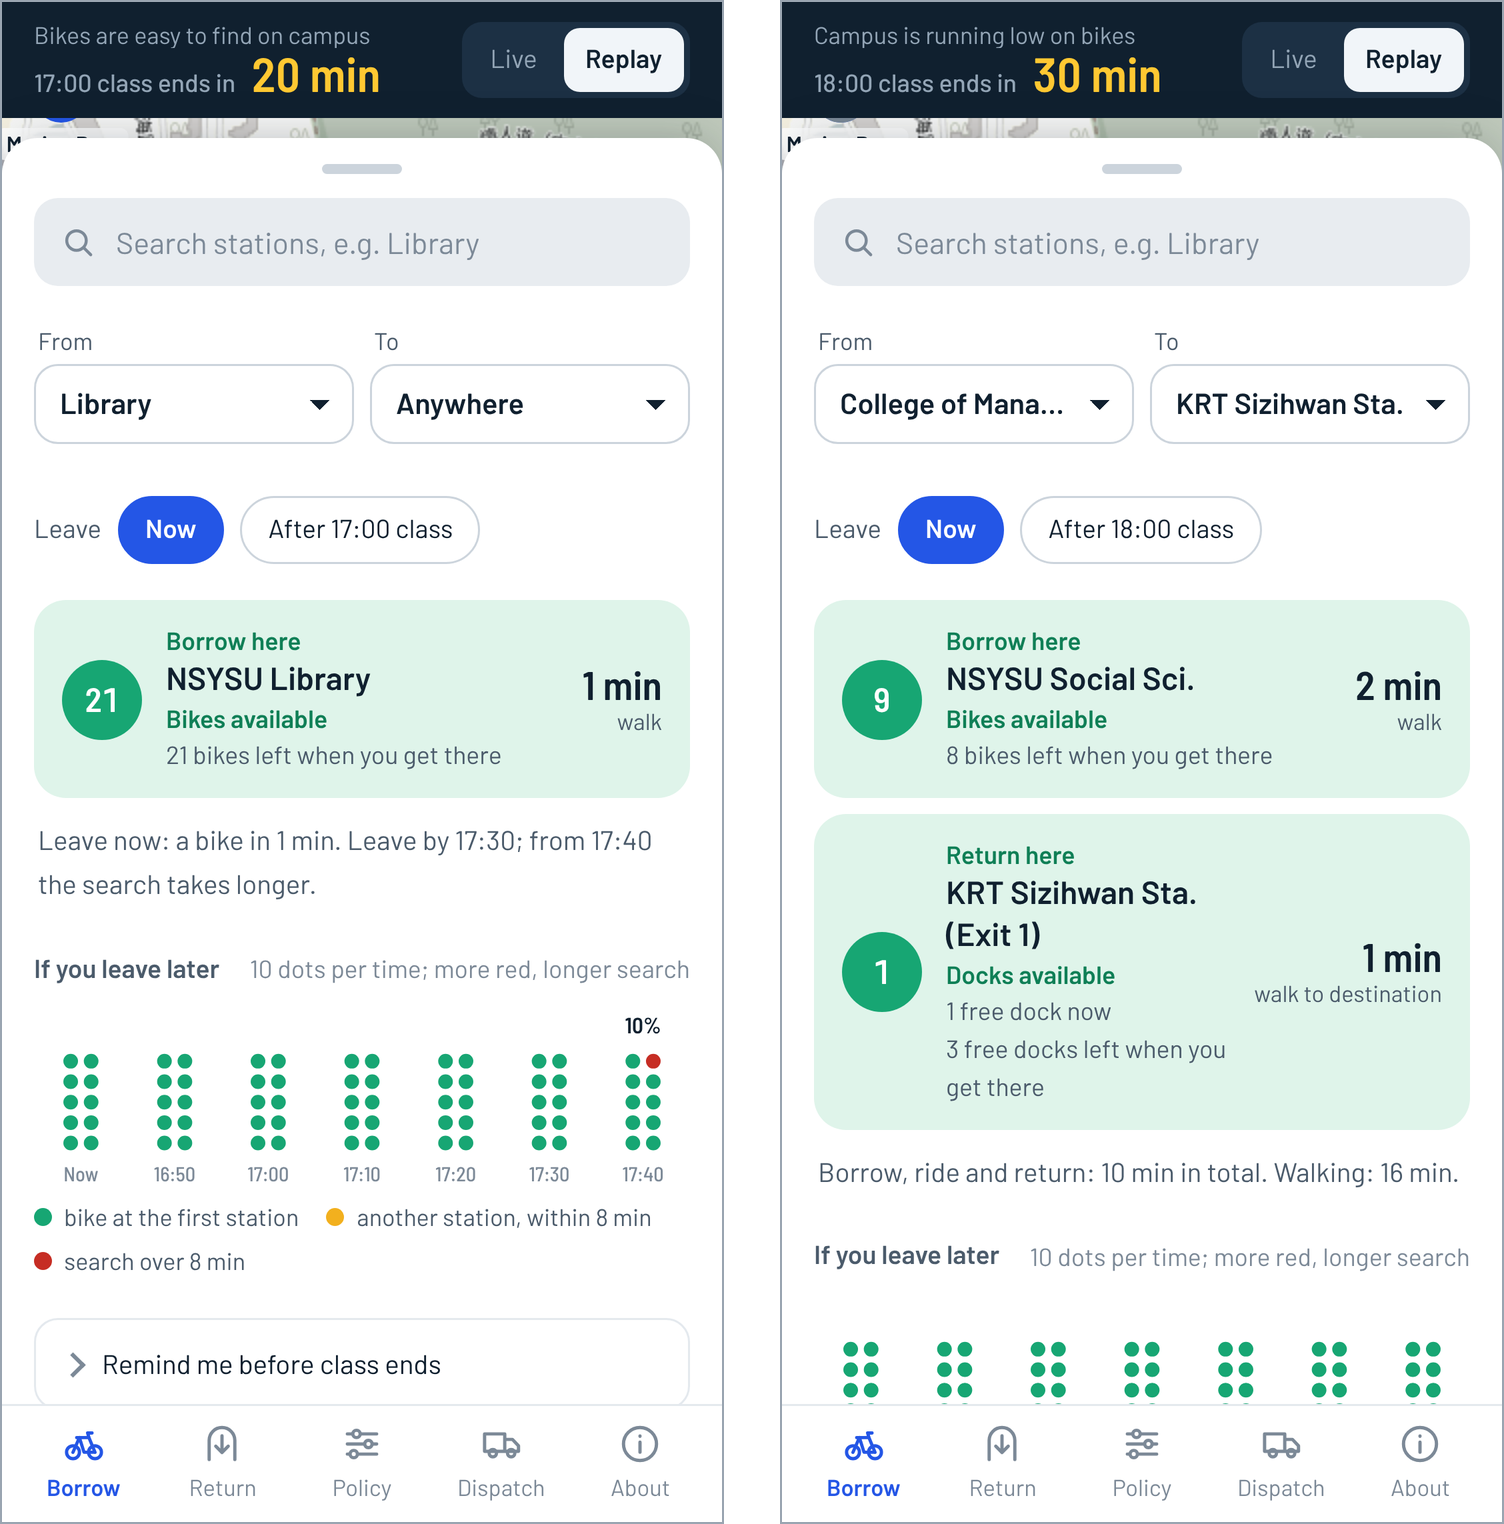 Bikes are easy to find on campus
17:00 class ends in 20 min
Live
Replay
Search stations, e.g. Library
From
To
Library
Anywhere
Leave
Now
After 17:00 class
21
Borrow here
NSYSU Library
Bikes available
21 bikes left when you get there
1 min
walk
Leave now: a bike in 1 min. Leave by 17:30; from 17:40
the search takes longer.
If you leave later
10 dots per time; more red, longer search
10%
Now
16:50
17:00
17:10
17:20
17:30
17:40
bike at the first station
another station, within 8 min
search over 8 min
Remind me before class ends
Borrow
Return
Policy
Dispatch
About
Campus is running low on bikes
18:00 class ends in 30 min
Live
Replay
Search stations, e.g. Library
From
To
College of Mana...
KRT Sizihwan Sta.
Leave
Now
After 18:00 class
9
Borrow here
NSYSU Social Sci.
Bikes available
8 bikes left when you get there
2 min
walk
1
Return here
KRT Sizihwan Sta.
(Exit 1)
Docks available
1 free dock now
3 free docks left when you
get there
1 min
walk to destination
Borrow, ride and return: 10 min in total. Walking: 16 min.
If you leave later
10 dots per time; more red, longer search
Borrow
Return
Policy
Dispatch
About